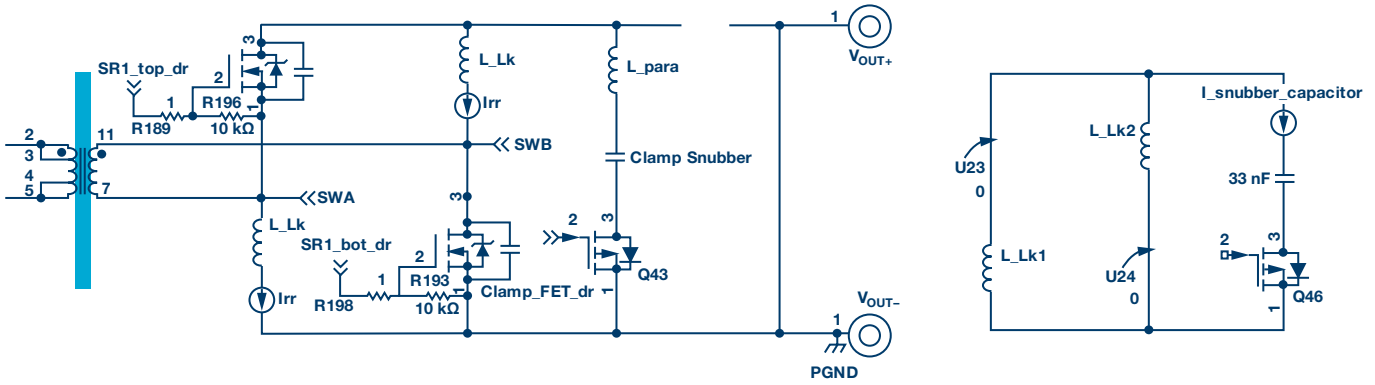 SR1_top_dr
3
2
1
R189
R196
10 kΩ
1
2
3
4
5
11
7
SWB
SWA
L_Lk
Irr
L_Lk
Irr
SR1_bot_dr
3
2
1
R198
R193
10 kΩ
1
Clamp_FET_dr
L_para
Clamp Snubber
2
3
1
Q43
1
VOUT+
VOUT–
1
PGND
U23
0
L_Lk1
L_Lk2
U24
0
I_snubber_capacitor
33 nF
2
3
1
Q46